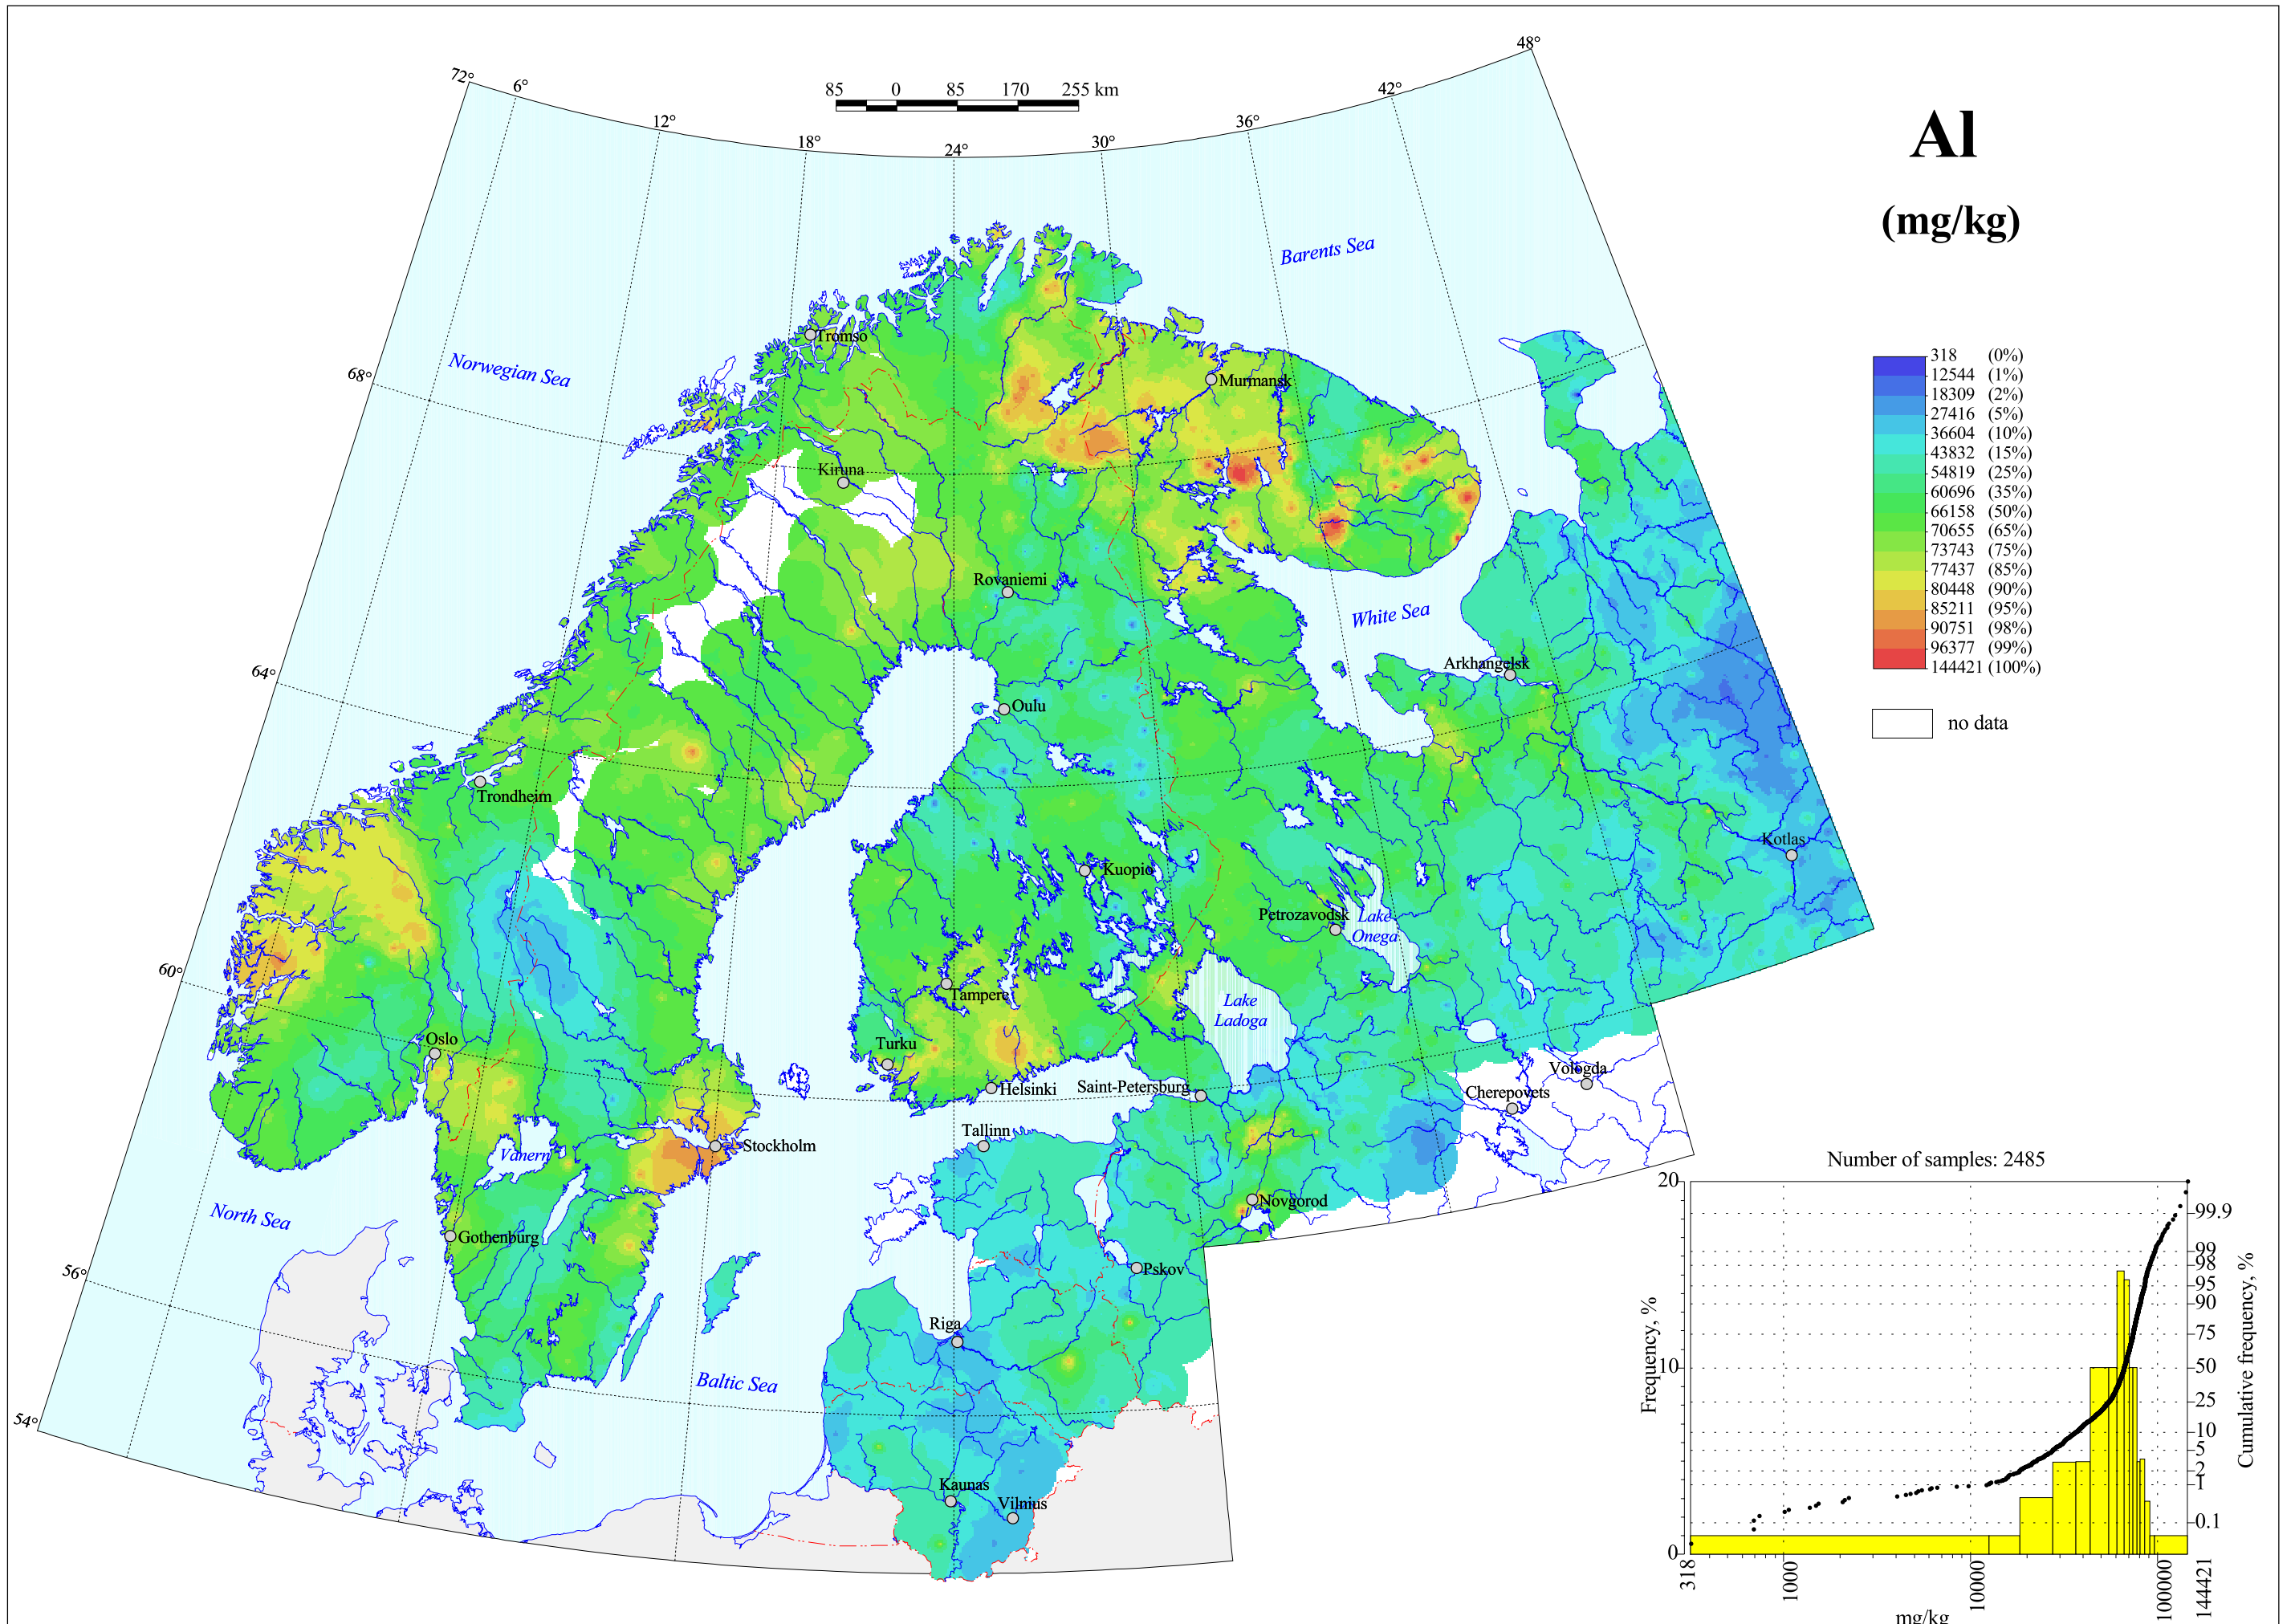 48°
72°
6°
42°
85 0 85 170 255 km
12°
36°
18°
24°
30°
Al
(mg/kg)
Barents Sea
Tromso
Norwegian Sea
68°
Murmansk
318 (0%)
12544 (1%)
18309 (2%)
27416 (5%)
36604 (10%)
43832 (15%)
54819 (25%)
60696 (35%)
66158 (50%)
70655 (65%)
73743 (75%)
77437 (85%)
80448 (90%)
85211 (95%)
90751 (98%)
96377 (99%)
144421 (100%)
no data
Kiruna
Rovaniemi
White Sea
64°
Arkhangelsk
Oulu
Trondheim
Kotlas
Kuopio
Petrozavodsk
Lake
Onega
60°
Tampere
Lake
Ladoga
Oslo
Turku
Helsinki
Saint-Petersburg
Vologda
Cherepovets
Tallinn
Stockholm
Vanern
Novgorod
North Sea
Gothenburg
56°
Pskov
Riga
Baltic Sea
54°
Kaunas
Vilnius
Number of samples: 2485
20
10
0
Frequency, %
99.9
99
98
95
90
75
50
25
10
5
2
1
0.1
Cumulative frequency, %
318
1000
10000
100000
144421
mg/kg